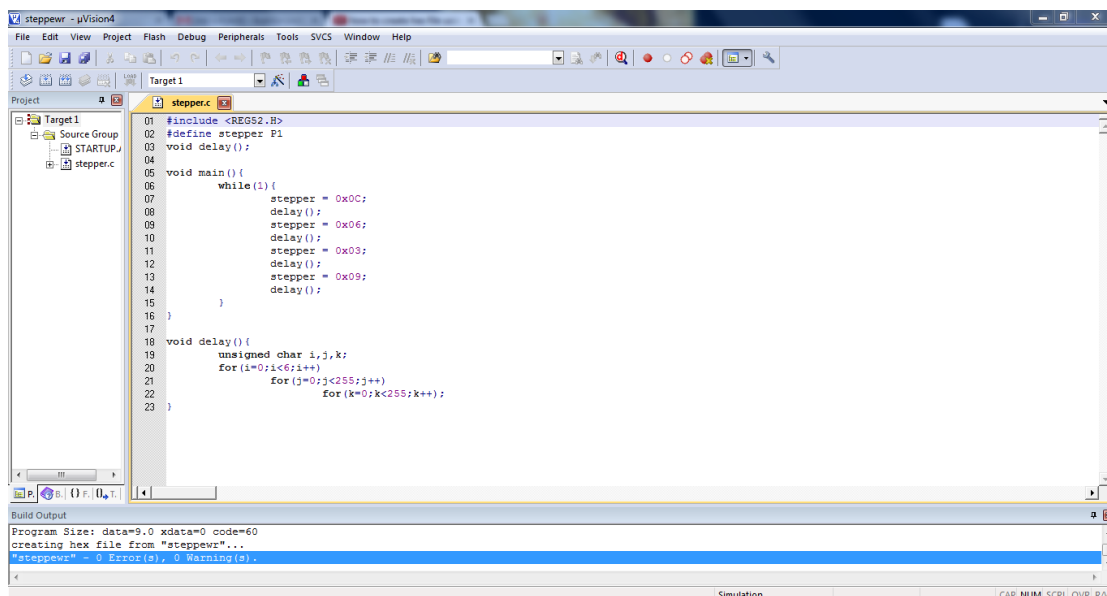 steppewr - µVision4
File Edit View Project Flash Debug Peripherals Tools SVCS Window Help
LOAD Target 1
Project
stepper.c
Target 1
Source Group
STARTUP./
stepper.c
01 #include <REG52.H>
02 #define stepper P1
03 void delay();
04
05 void main(){
06 while(1){
07 stepper = 0x0C;
08 delay();
09 stepper = 0x06;
10 delay();
11 stepper = 0x03;
12 delay();
13 stepper = 0x09;
14 delay();
15 }
16 }
17
18 void delay(){
19 unsigned char i,j,k;
20 for(i=0;i<6;i++)
21 for(j=0;j<255;j++)
22 for(k=0;k<255;k++);
23 }
P. B. {} F. 0 T.
Build Output
Program Size: data=9.0 xdata=0 code=60
creating hex file from "steppewr"...
"steppewr" - 0 Error(s), 0 Warning(s).
Simulation
CAP NUM SCRL OVR R/